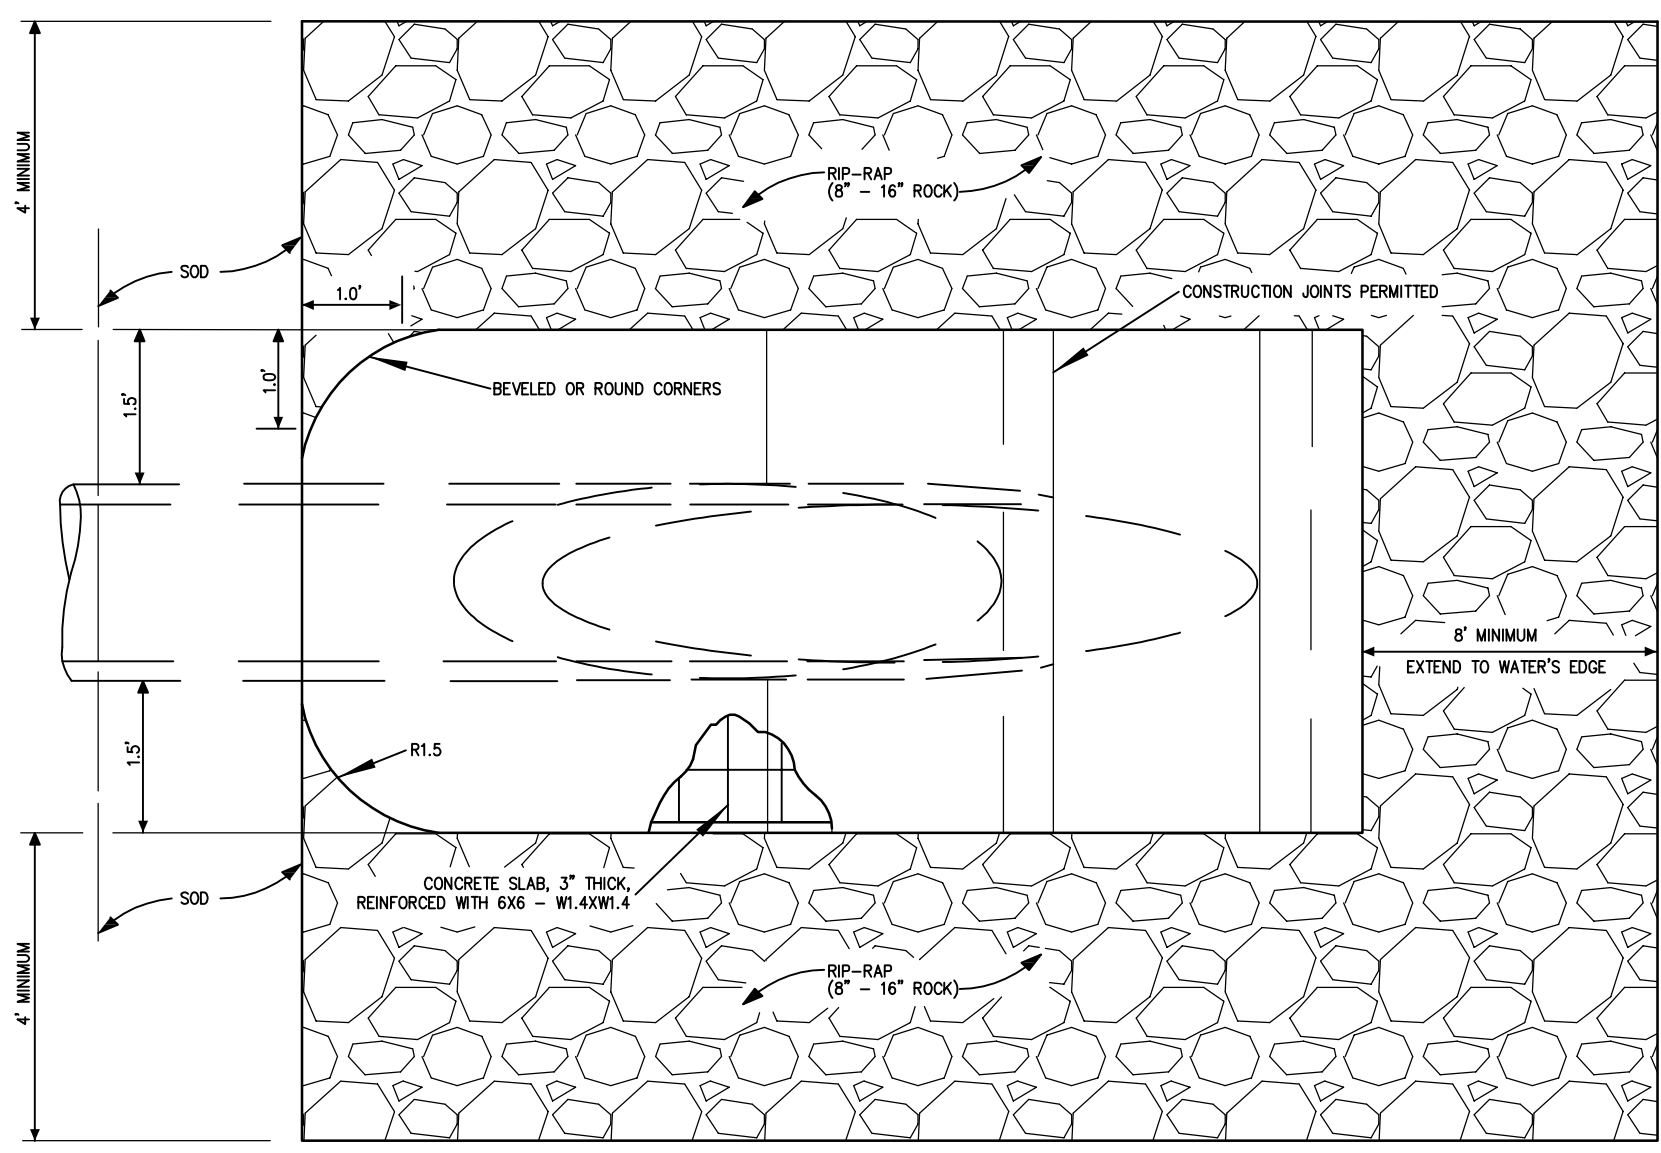 4' MINIMUM
RIP-RAP
(8" - 16" ROCK)
SOD
1.0'
CONSTRUCTION JOINTS PERMITTED
1.0'
1.5'
BEVELED OR ROUND CORNERS
8' MINIMUM
EXTEND TO WATER'S EDGE
1.5'
R1.5
CONCRETE SLAB, 3" THICK,
REINFORCED WITH 6X6 - W1.4XW1.4
SOD
4' MINIMUM
RIP-RAP
(8" - 16" ROCK)